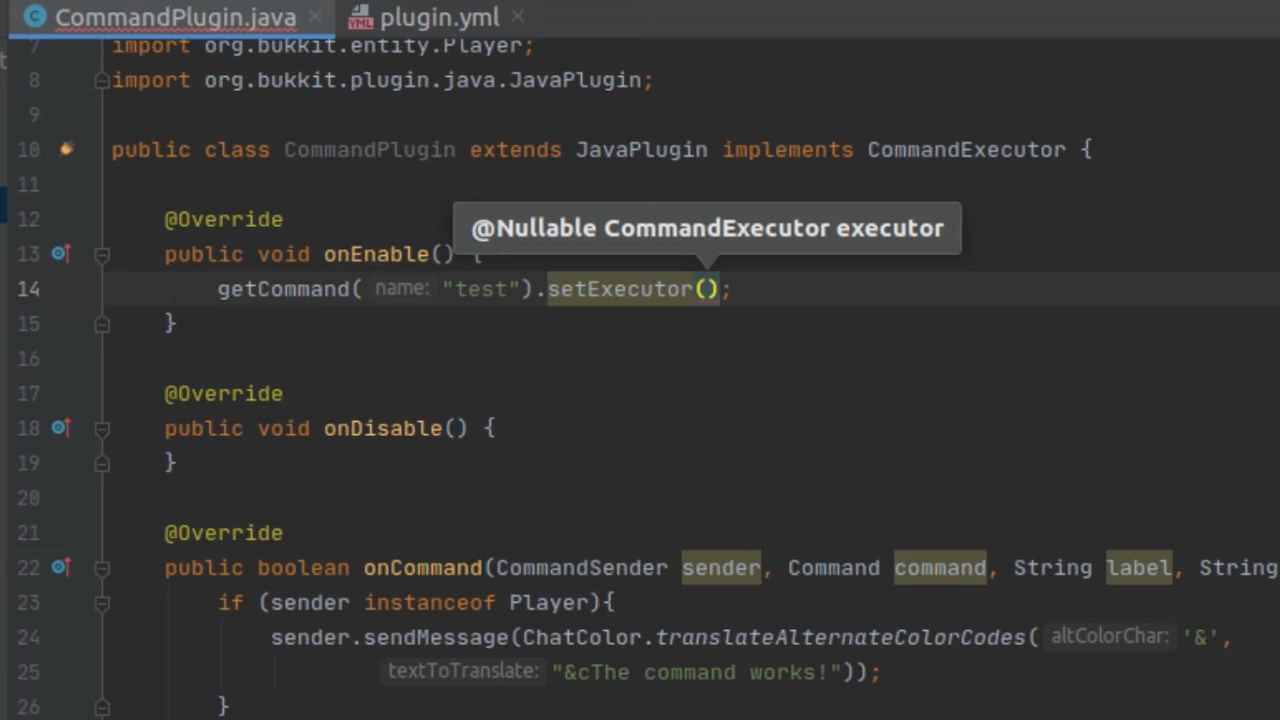 CommandPlugin.java × plugin.yml ×
7 import org.bukkit.entity.Player;
8 import org.bukkit.plugin.java.JavaPlugin;
9
10 public class CommandPlugin extends JavaPlugin implements CommandExecutor {
11
12 @Override
@Nullable CommandExecutor executor
13 public void onEnable() {
14 getCommand( name: "test").setExecutor();
15 }
16
17 @Override
18 public void onDisable() {
19 }
20
21 @Override
22 public boolean onCommand(CommandSender sender, Command command, String label, String
23 if (sender instanceof Player){
24 sender.sendMessage(ChatColor.translateAlternateColorCodes( altColorChar: '&',
25 textToTranslate: "&cThe command works!"));
26 }